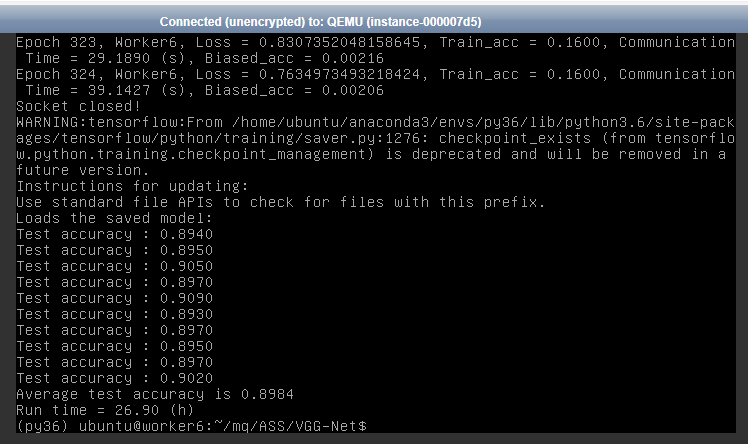 Connected (unencrypted) to: QEMU (instance-000007d5)
Epoch 323, Worker6, Loss = 0.8307352048158645, Train_acc = 0.1600, Communication
Time = 29.1890 (s), Biased_acc = 0.00216
Epoch 324, Worker6, Loss = 0.7634973493218424, Train_acc = 0.1600, Communication
Time = 39.1427 (s), Biased_acc = 0.00206
Socket closed!
WARNING:tensorflow:From /home/ubuntu/anaconda3/envs/py36/lib/python3.6/site-pack
ages/tensorflow/python/training/saver.py:1276: checkpoint_exists (from tensorflo
w.python.training.checkpoint_management) is deprecated and will be removed in a
future version.
Instructions for updating:
Use standard file APIs to check for files with this prefix.
Loads the saved model:
Test accuracy : 0.8940
Test accuracy : 0.8950
Test accuracy : 0.9050
Test accuracy : 0.8970
Test accuracy : 0.9090
Test accuracy : 0.8930
Test accuracy : 0.8970
Test accuracy : 0.8950
Test accuracy : 0.8970
Test accuracy : 0.9020
Average test accuracy is 0.8984
Run time = 26.90 (h)
(py36) ubuntu@worker6:~/mq/ASS/VGG-Net$